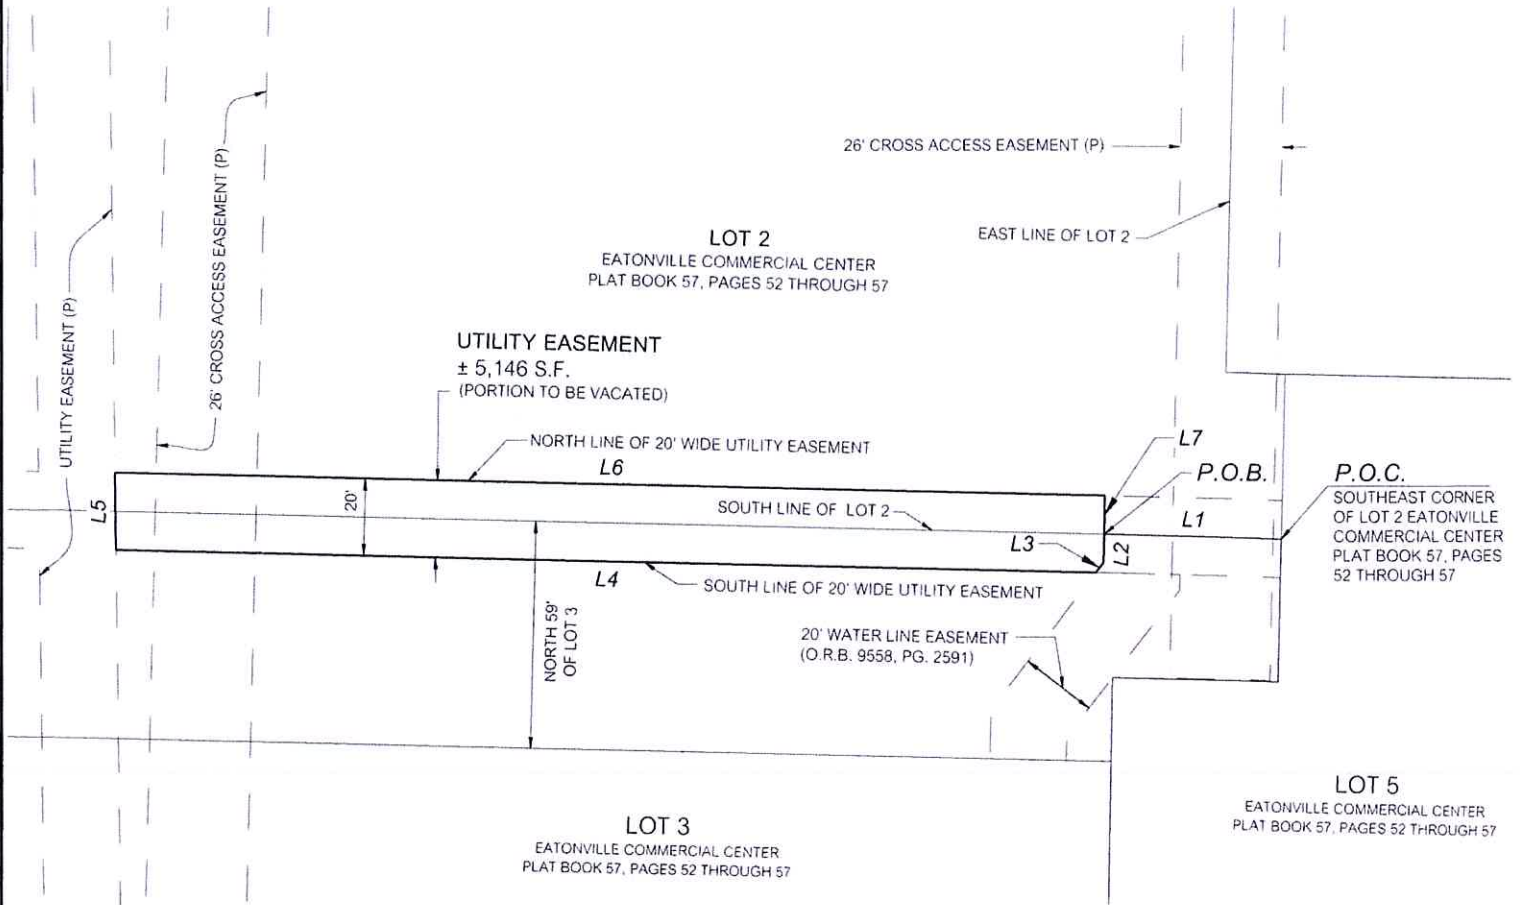 26' CROSS ACCESS EASEMENT (P)
EAST LINE OF LOT 2
26' CROSS ACCESS EASEMENT (P)
UTILITY EASEMENT (P)
LOT 2
EATONVILLE COMMERCIAL CENTER
PLAT BOOK 57, PAGES 52 THROUGH 57
UTILITY EASEMENT
± 5,146 S.F.
(PORTION TO BE VACATED)
NORTH LINE OF 20' WIDE UTILITY EASEMENT
L6
L7
P.O.B.
P.O.C.
SOUTHEAST CORNER
OF LOT 2 EATONVILLE
COMMERCIAL CENTER
PLAT BOOK 57, PAGES
52 THROUGH 57
L5
20'
SOUTH LINE OF LOT 2
L1
L3
L2
L4
SOUTH LINE OF 20' WIDE UTILITY EASEMENT
NORTH 59'
OF LOT 3
20' WATER LINE EASEMENT
(O.R.B. 9558, PG. 2591)
LOT 5
EATONVILLE COMMERCIAL CENTER
PLAT BOOK 57, PAGES 52 THROUGH 57
LOT 3
EATONVILLE COMMERCIAL CENTER
PLAT BOOK 57, PAGES 52 THROUGH 57